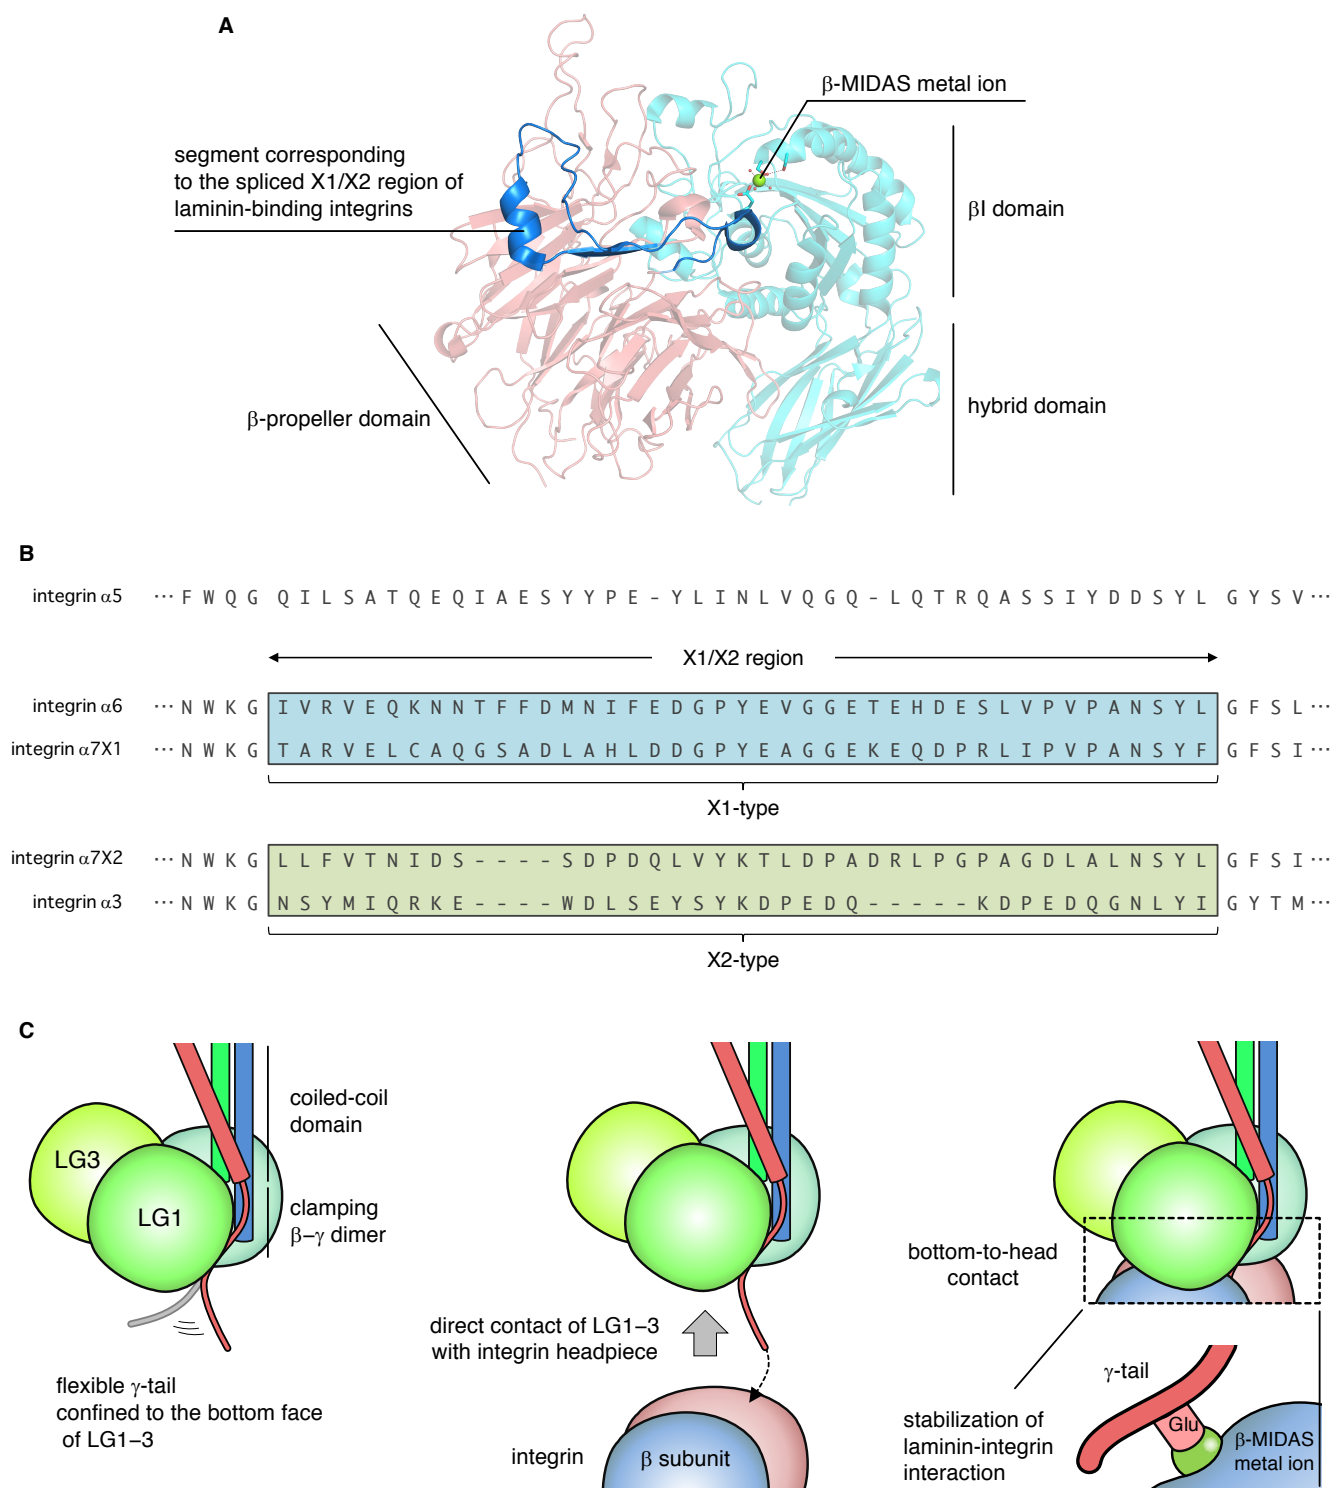 A
β-MIDAS metal ion
segment corresponding
to the spliced X1/X2 region of
laminin-binding integrins
βI domain
β-propeller domain
hybrid domain
B
integrin α5 ··· F W Q G Q I L S A T Q E Q I A E S Y Y P E - Y L I N L V Q G Q - L Q T R Q A S S I Y D D S Y L G Y S V ···
X1/X2 region
integrin α6 ··· N W K G I V R V E Q K N N T F F D M N I F E D G P Y E V G G E T E H D E S L V P V P A N S Y L G F S L ···
integrin α7X1 ··· N W K G T A R V E L C A Q G S A D L A H L D D G P Y E A G G E K E Q D P R L I P V P A N S Y F G F S I ···
X1-type
integrin α7X2 ··· N W K G L L F V T N I D S - - - - S D P D Q L V Y K T L D P A D R L P G P A G D L A L N S Y L G F S I ···
integrin α3 ··· N W K G N S Y M I Q R K E - - - - W D L S E Y S Y K D P E D Q - - - - - K D P E D Q G N L Y I G Y T M ···
X2-type
C
coiled-coil
domain
LG3
LG1
clamping
β–γ dimer
flexible γ-tail
confined to the bottom face
of LG1–3
direct contact of LG1–3
with integrin headpiece
integrin
β subunit
bottom-to-head
contact
γ-tail
Glu
stabilization of
laminin-integrin
interaction
β-MIDAS
metal ion